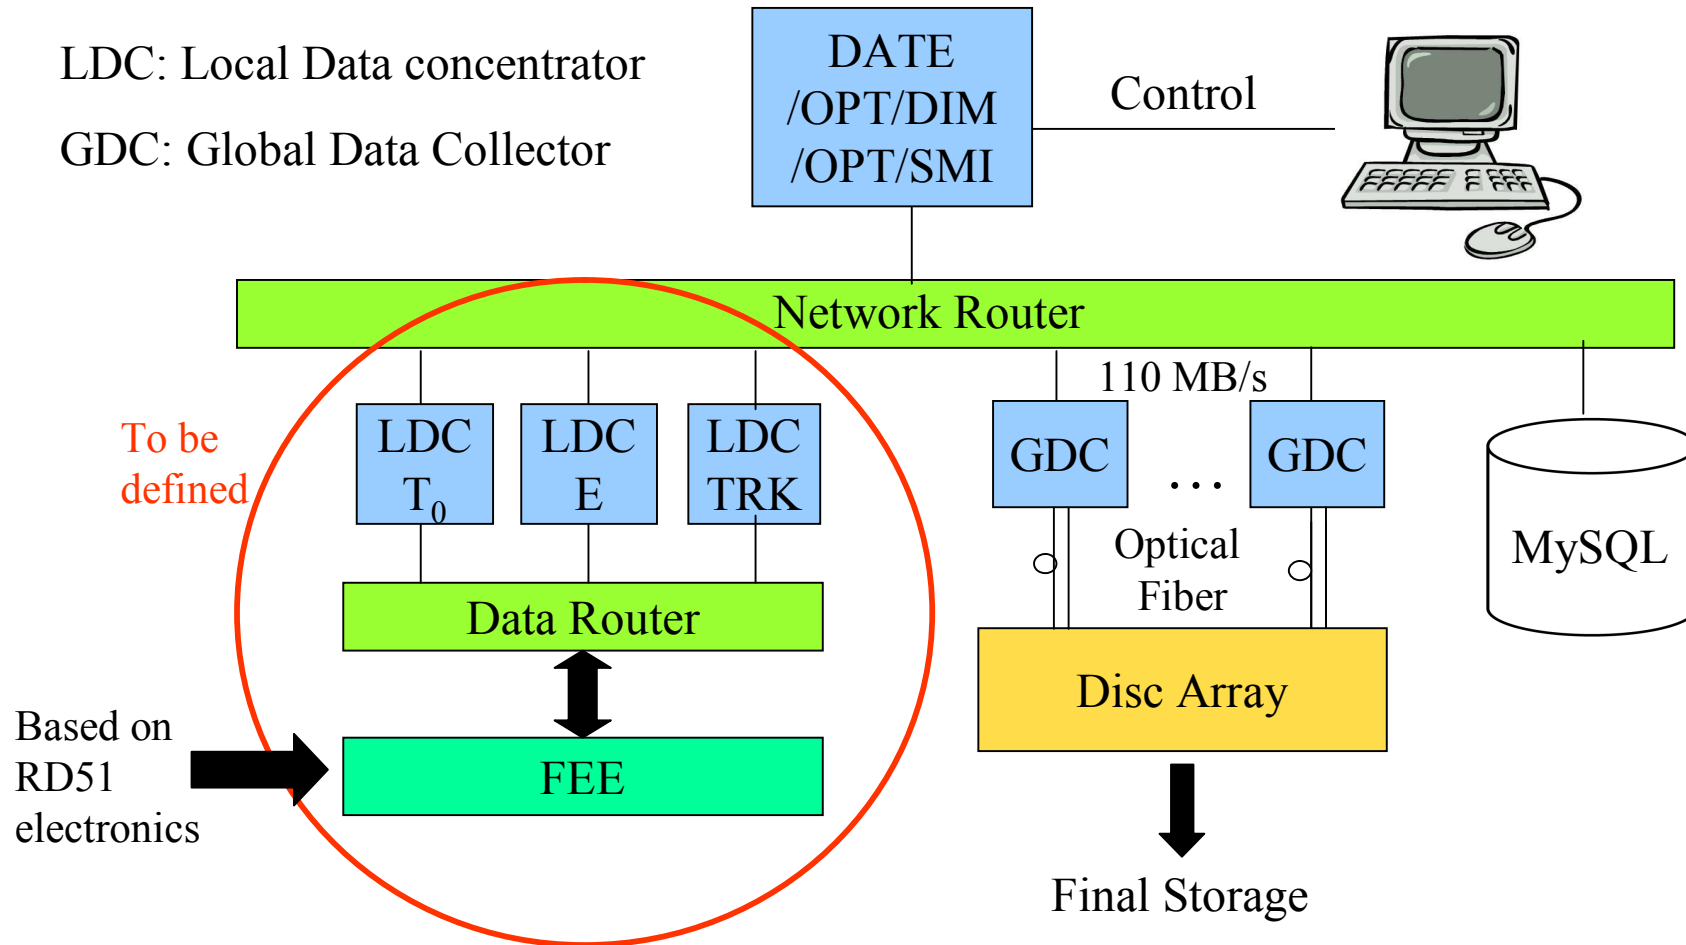 LDC: Local Data concentrator
GDC: Global Data Collector
DATE
/OPT/DIM
/OPT/SMI
Control
Network Router
110 MB/s
To be
defined
LDC
T0
LDC
E
LDC
TRK
GDC
...
GDC
Optical
Fiber
MySQL
Data Router
Disc Array
Based on
RD51
electronics
FEE
Final Storage